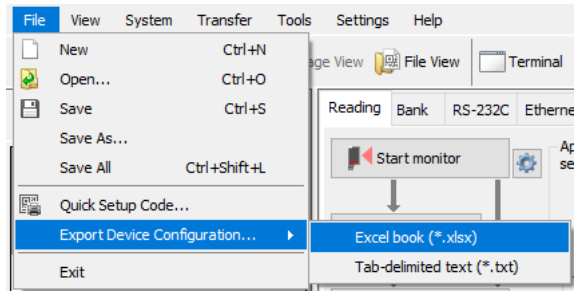 File View System Transfer Tools Settings Help
New Ctrl+N
Open... Ctrl+O
Save Ctrl+S
Save As...
Save All Ctrl+Shift+L
Quick Setup Code...
Export Device Configuration...
Exit
View File View Terminal
Reading Bank RS-232C
Start monitor
Excel book (*.xlsx)
Tab-delimited text (*.txt)